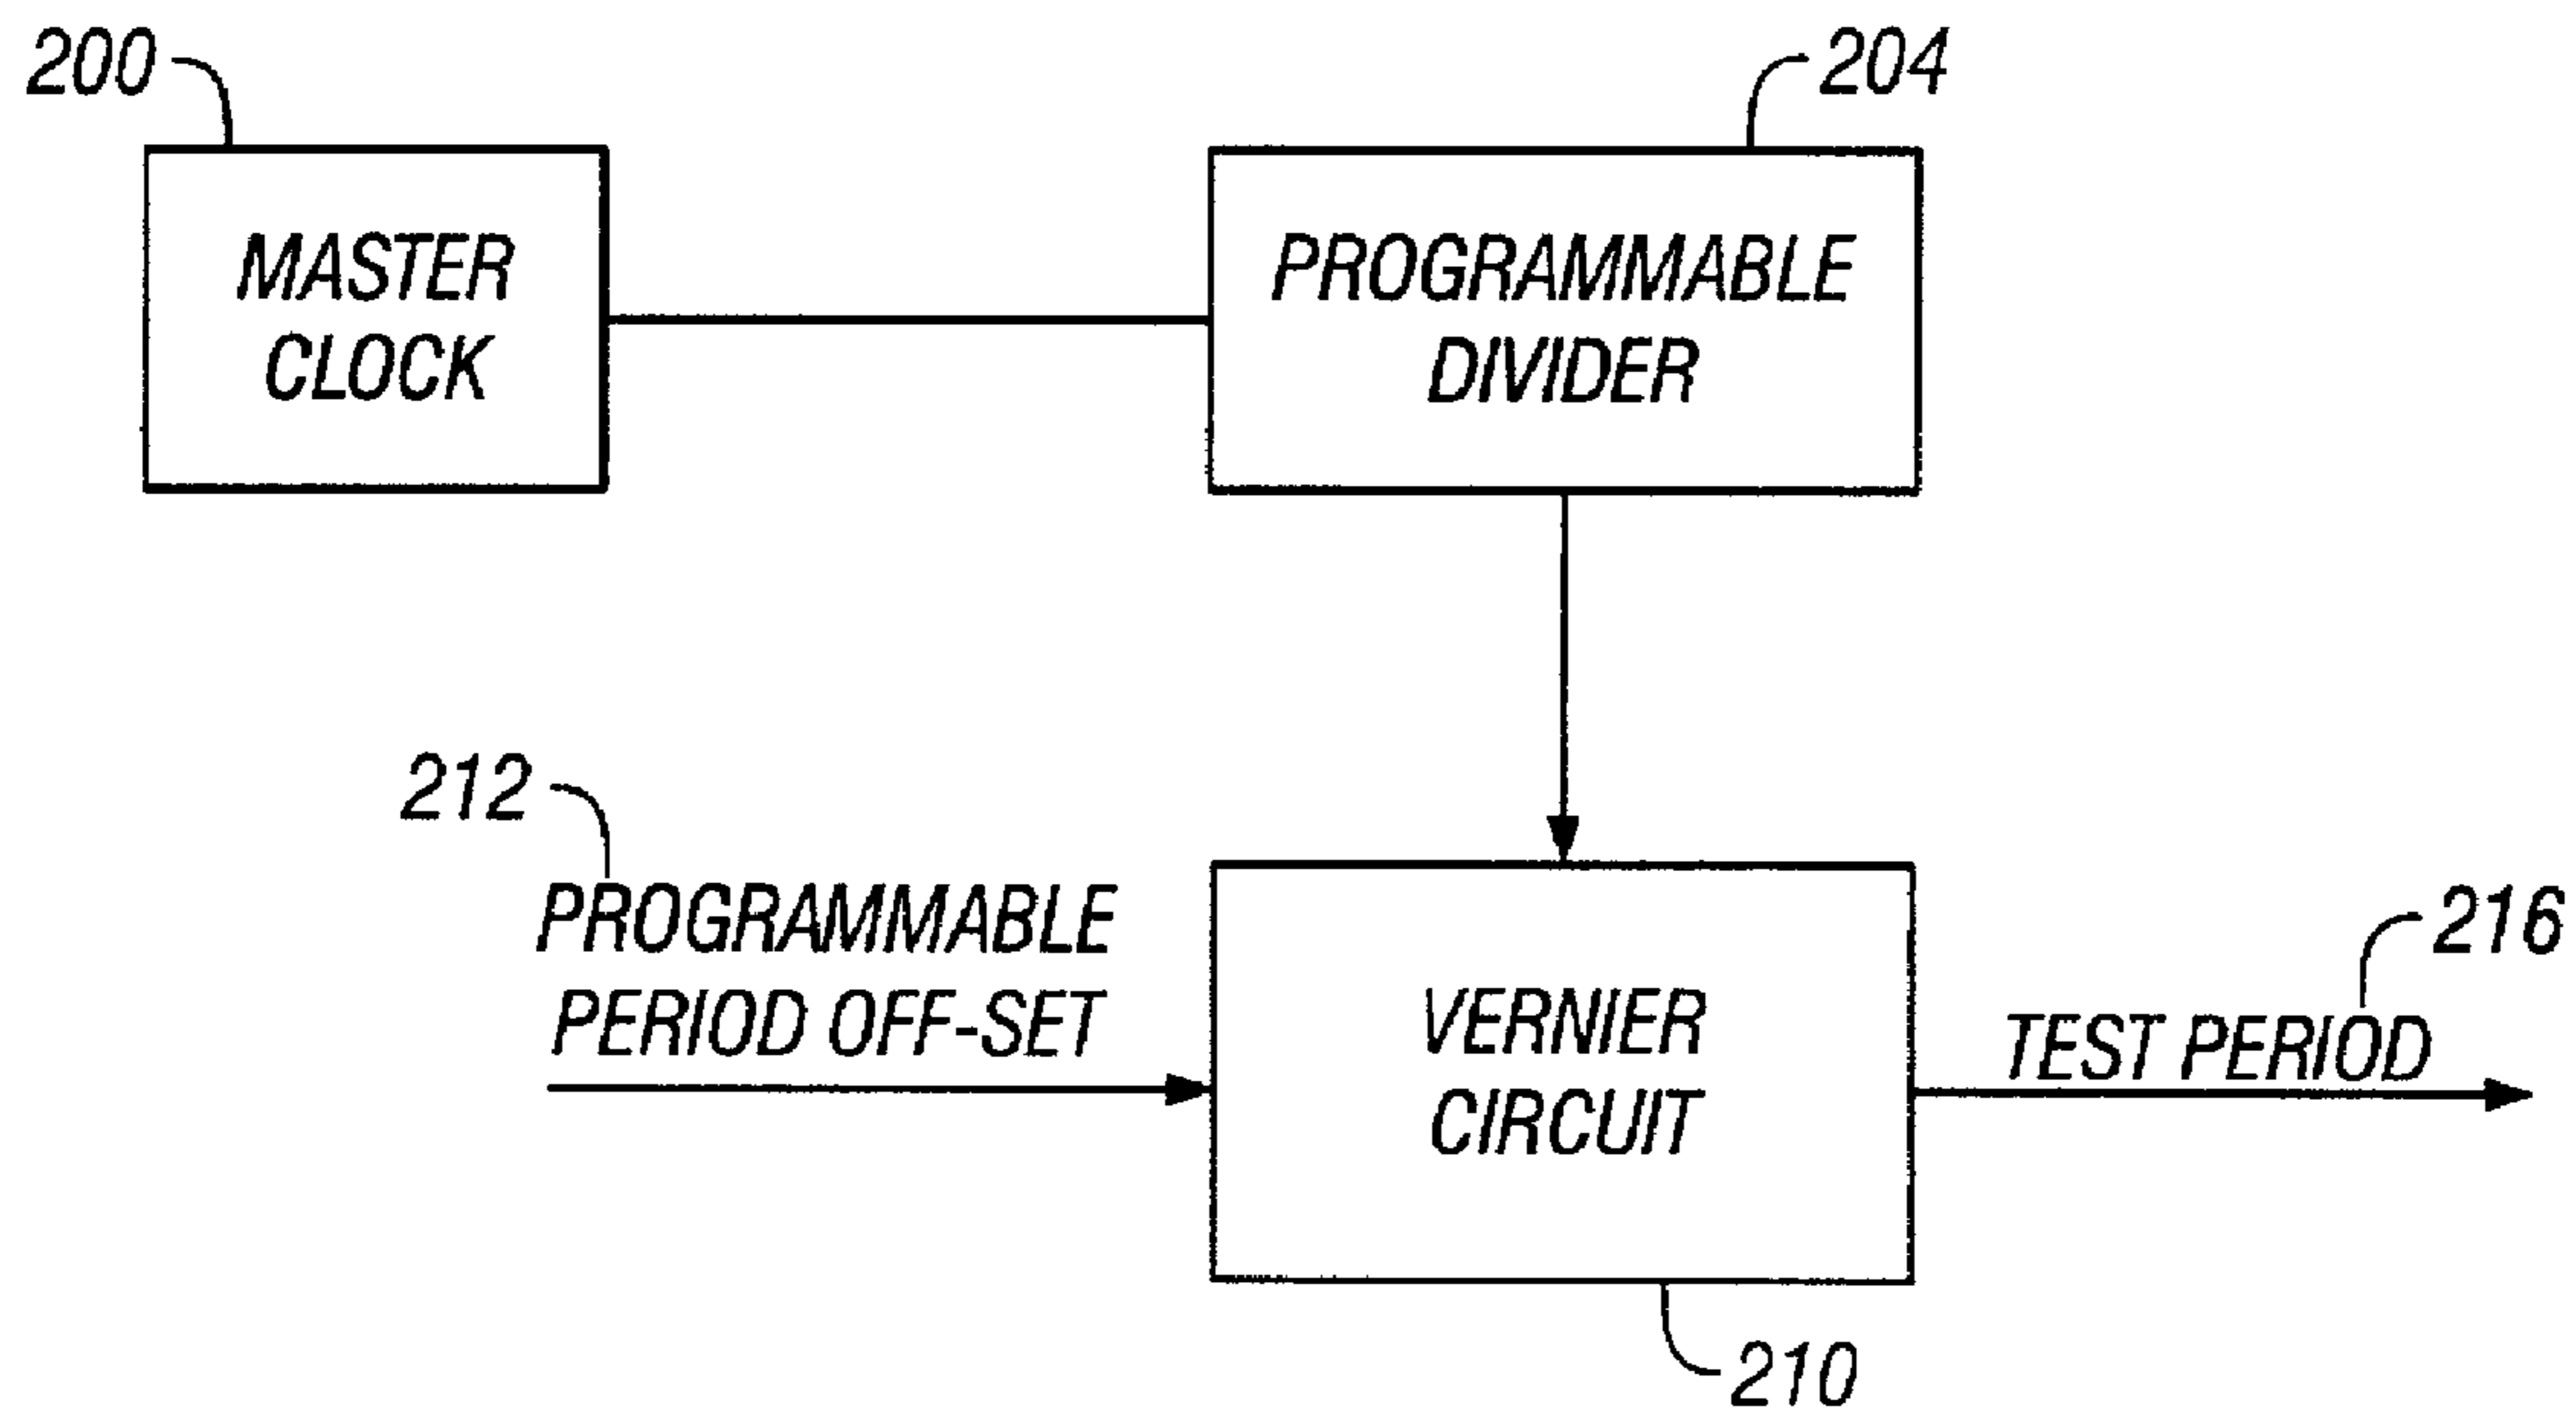 200
204
MASTER
CLOCK
PROGRAMMABLE
DIVIDER
212
PROGRAMMABLE
PERIOD OFF-SET
VERNIER
CIRCUIT
216
TEST PERIOD
210